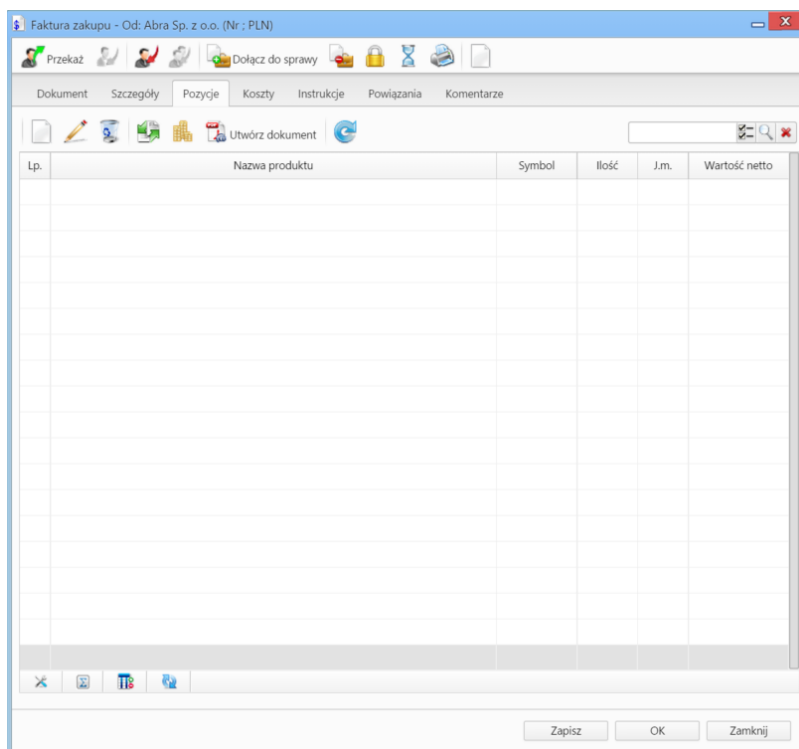 Faktura zakupu - Od: Abra Sp. z o.o. (Nr ; PLN)
Przekaż Dołącz do sprawy
Dokument Szczegóły Pozycje Koszty Instrukcje Powiązania Komentarze
Utwórz dokument
Lp. Nazwa produktu Symbol Ilość J.m. Wartość netto
Zapisz OK Zamknij